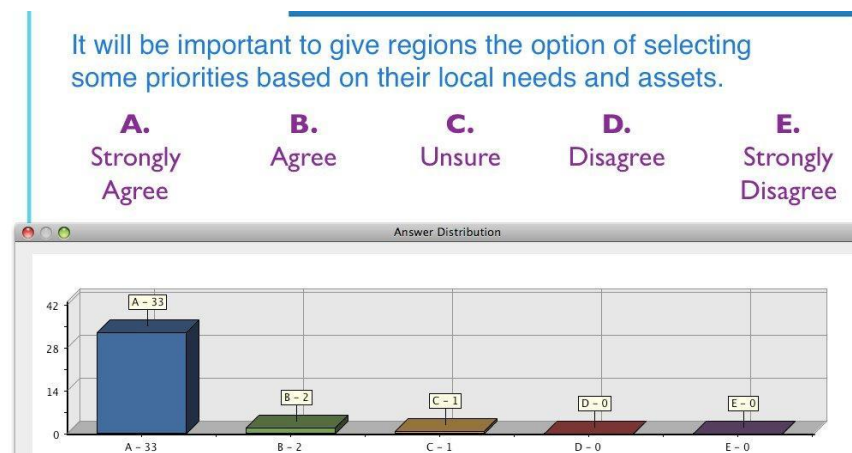 It will be important to give regions the option of selecting
some priorities based on their local needs and assets.
A. B. C. D. E.
Strongly Agree Unsure Disagree Strongly
Agree Disagree
Answer Distribution
42
A - 33
28
14
B - 2
C - 1
D - 0
E - 0
0
A - 33 B - 2 C - 1 D - 0 E - 0